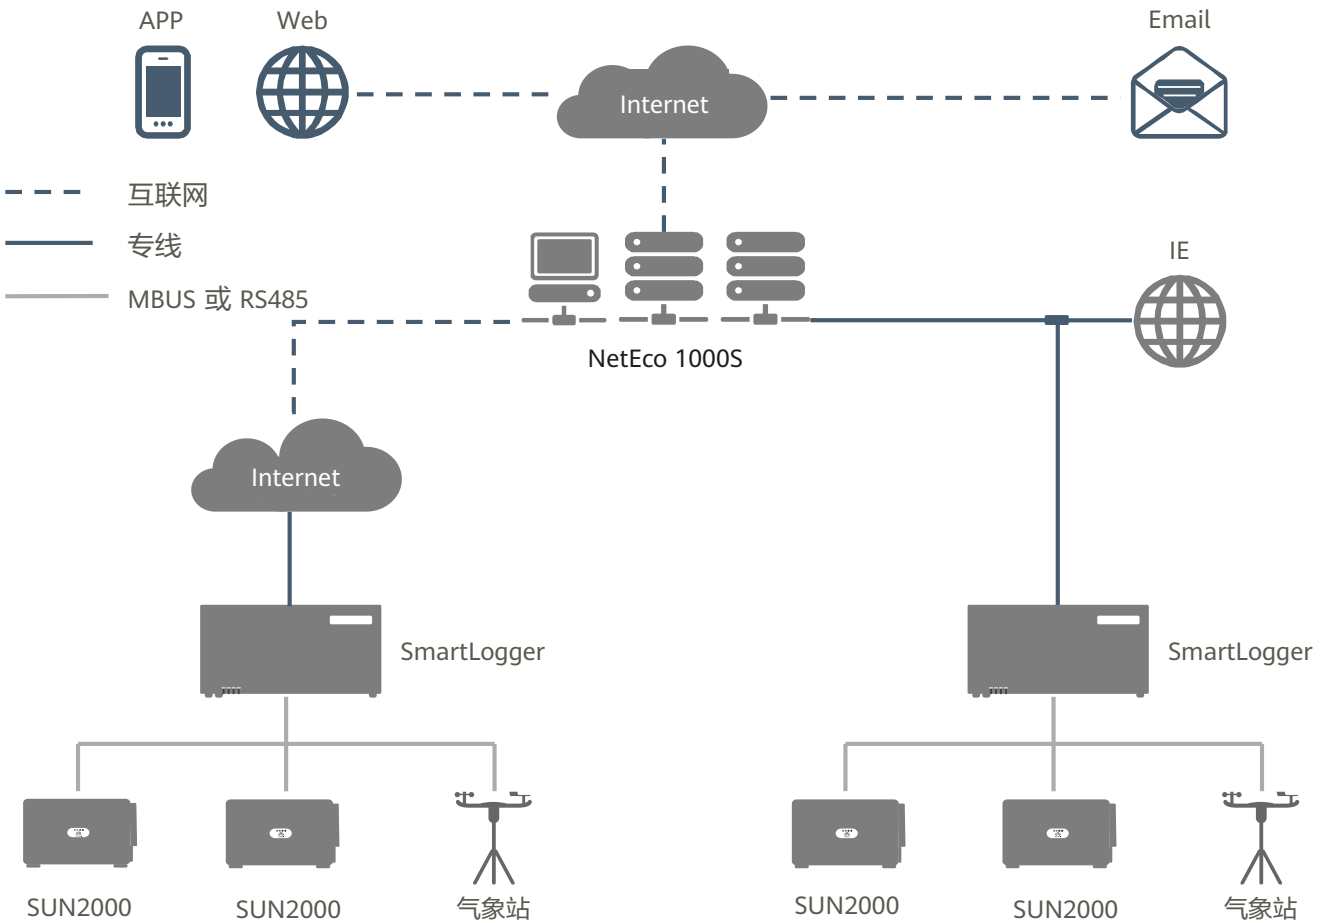 APP
Web
Email
Internet
互联网
专线
MBUS 或 RS485
IE
NetEco 1000S
Internet
SmartLogger
SmartLogger
SUN2000
SUN2000
气象站
SUN2000
SUN2000
气象站